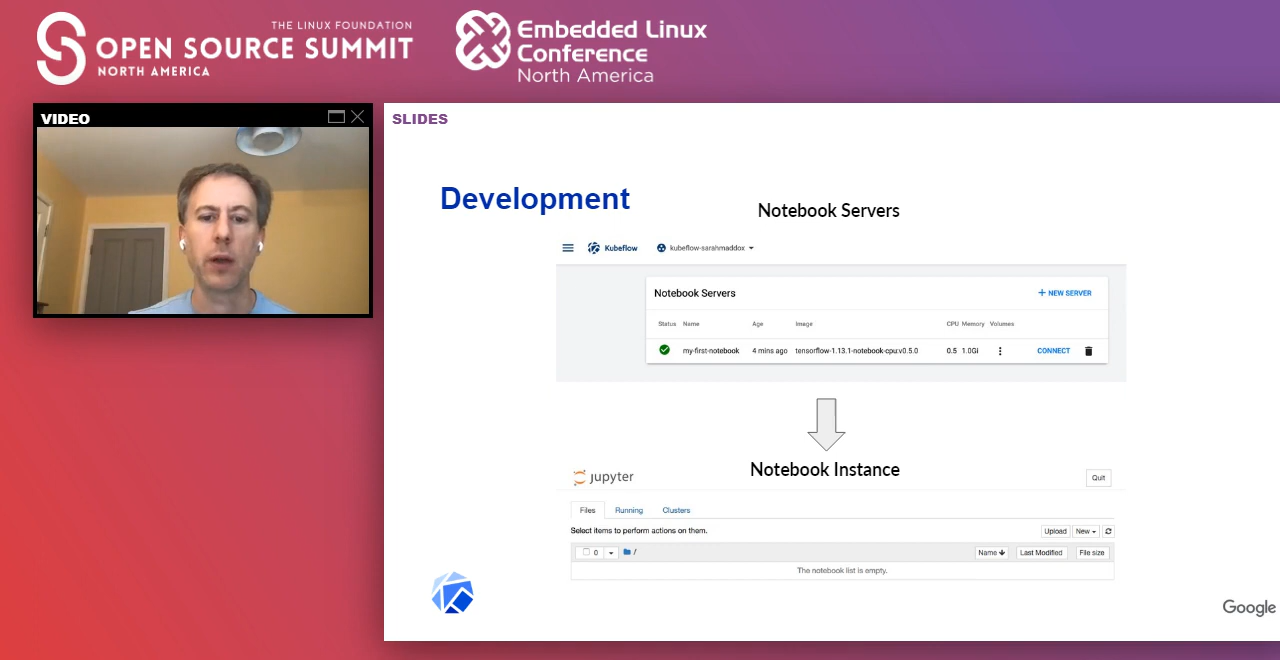 THE LINUX FOUNDATION
OPEN SOURCE SUMMIT
NORTH AMERICA
Embedded Linux
Conference
North America
VIDEO
SLIDES
Development
Notebook Servers
Kubeflow
kubeflow-sarahmaddox
Notebook Servers
+ NEW SERVER
Status Name Age Image CPU Memory Volumes
my-first-notebook 4 mins ago tensorflow-1.13.1-notebook-cpu:v0.5.0 0.5 1.0Gi CONNECT
Notebook Instance
jupyter
Quit
Files Running Clusters
Select items to perform actions on them.
Upload New
0 /
Name Last Modified File size
The notebook list is empty.
Google